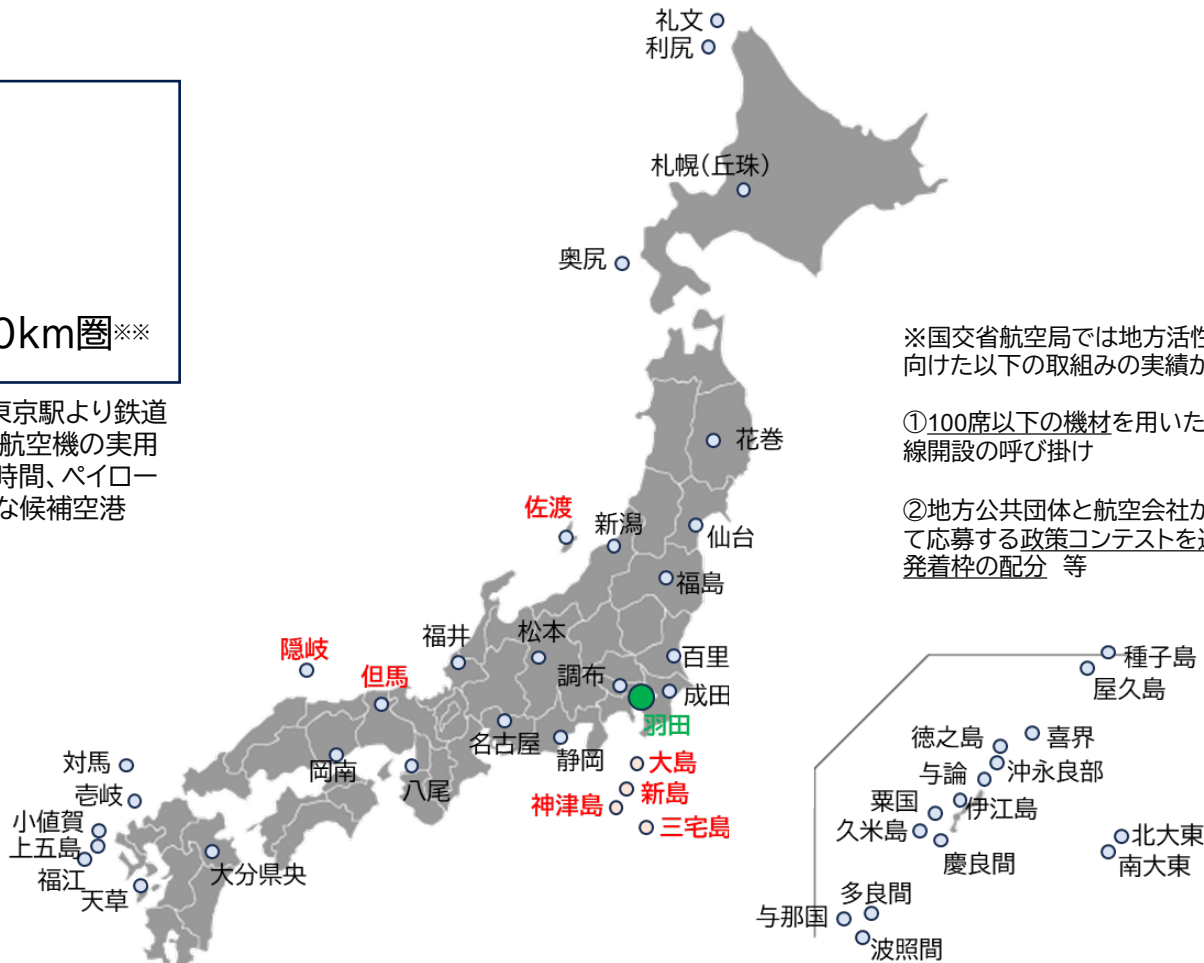 礼文
利尻
札幌(丘珠)
奥尻
0km圏※※
東京駅より鉄道
航空機の実用
時間、ペイロー
な候補空港
※国交省航空局では地方活性
向けた以下の取組みの実績か
①100席以下の機材を用いた
線開設の呼び掛け
②地方公共団体と航空会社が
て応募する政策コンテストを通
発着枠の配分 等
花巻
佐渡
新潟
仙台
福島
隠岐
但馬
福井
松本
百里
調布
成田
羽田
名古屋
静岡
岡南
八尾
大島
新島
神津島
三宅島
対馬
壱岐
小値賀
上五島
福江
天草
大分県央
種子島
屋久島
徳之島
喜界
与論
沖永良部
粟国
伊江島
久米島
慶良間
北大東
南大東
多良間
与那国
波照間